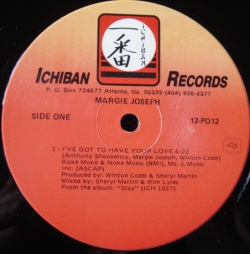 一番
ICHIBAN
ICHIBAN RECORDS
P. O. Box 724677 Atlanta, Ga. 30339 (404) 926-3377
MARGIE JOSEPH
SIDE ONE
12-PO12
1 - I'VE GOT TO HAVE YOUR LOVE 6:22
(Anthony Shockency, Margie Joseph, Winton Cobb)
Koke Moke & Noke Music (BMI), Ms. J. Music
Inc. (ASCAP)
Produced by: Winton Cobb & Sheryl Martin
Mixed by: Sheryl Martin & Kim Lyles
From the album: "Stay" (ICH 1027)